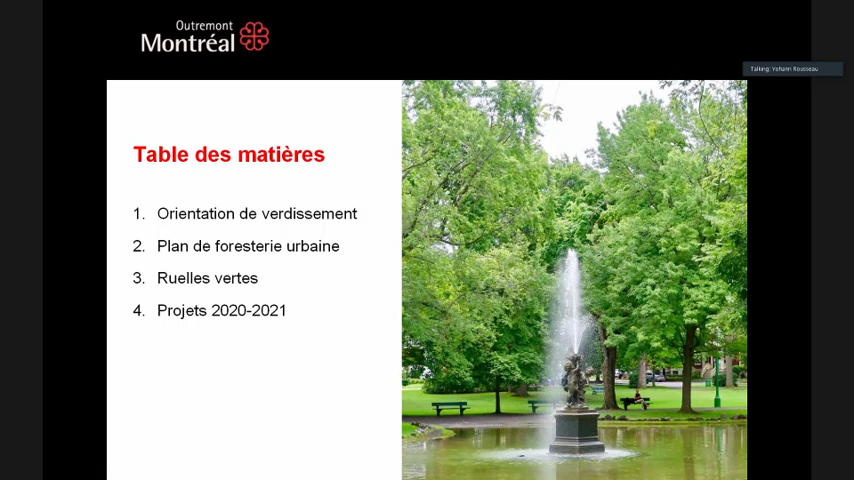 Outremont
Montréal
Talking: Yohann Rousseau
Table des matières
1. Orientation de verdissement
2. Plan de foresterie urbaine
3. Ruelles vertes
4. Projets 2020-2021